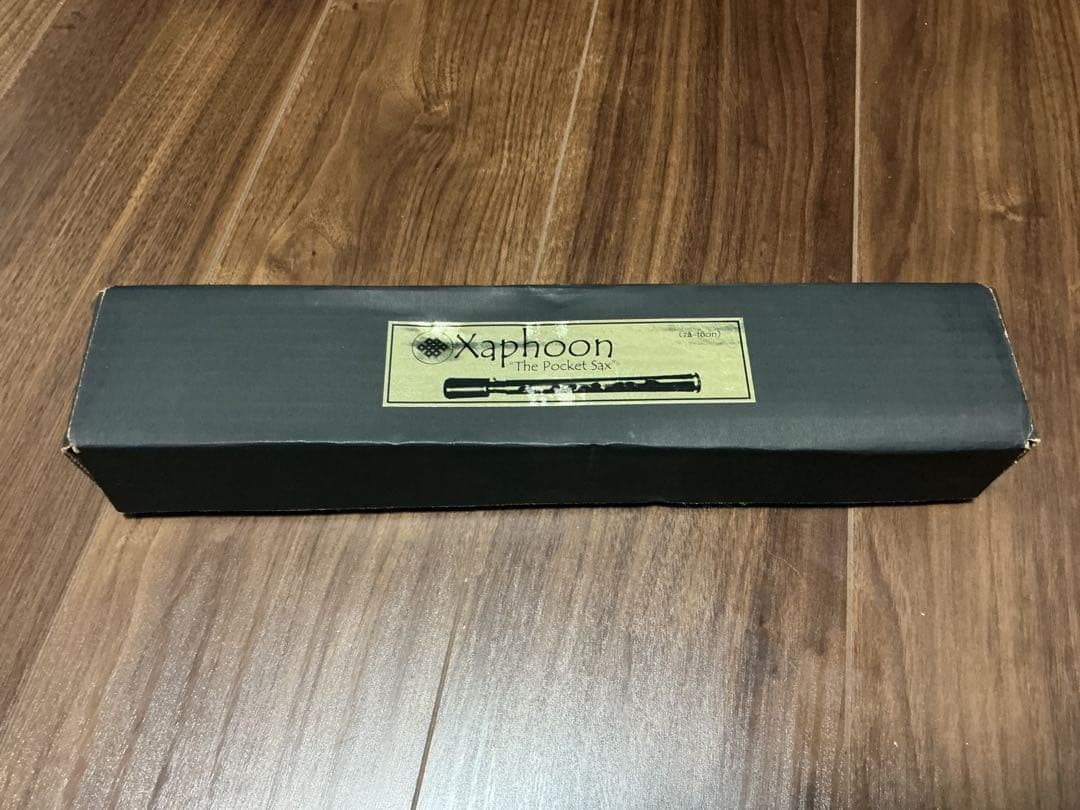 Xaphoon
(za-foon)
"The Pocket Sax"